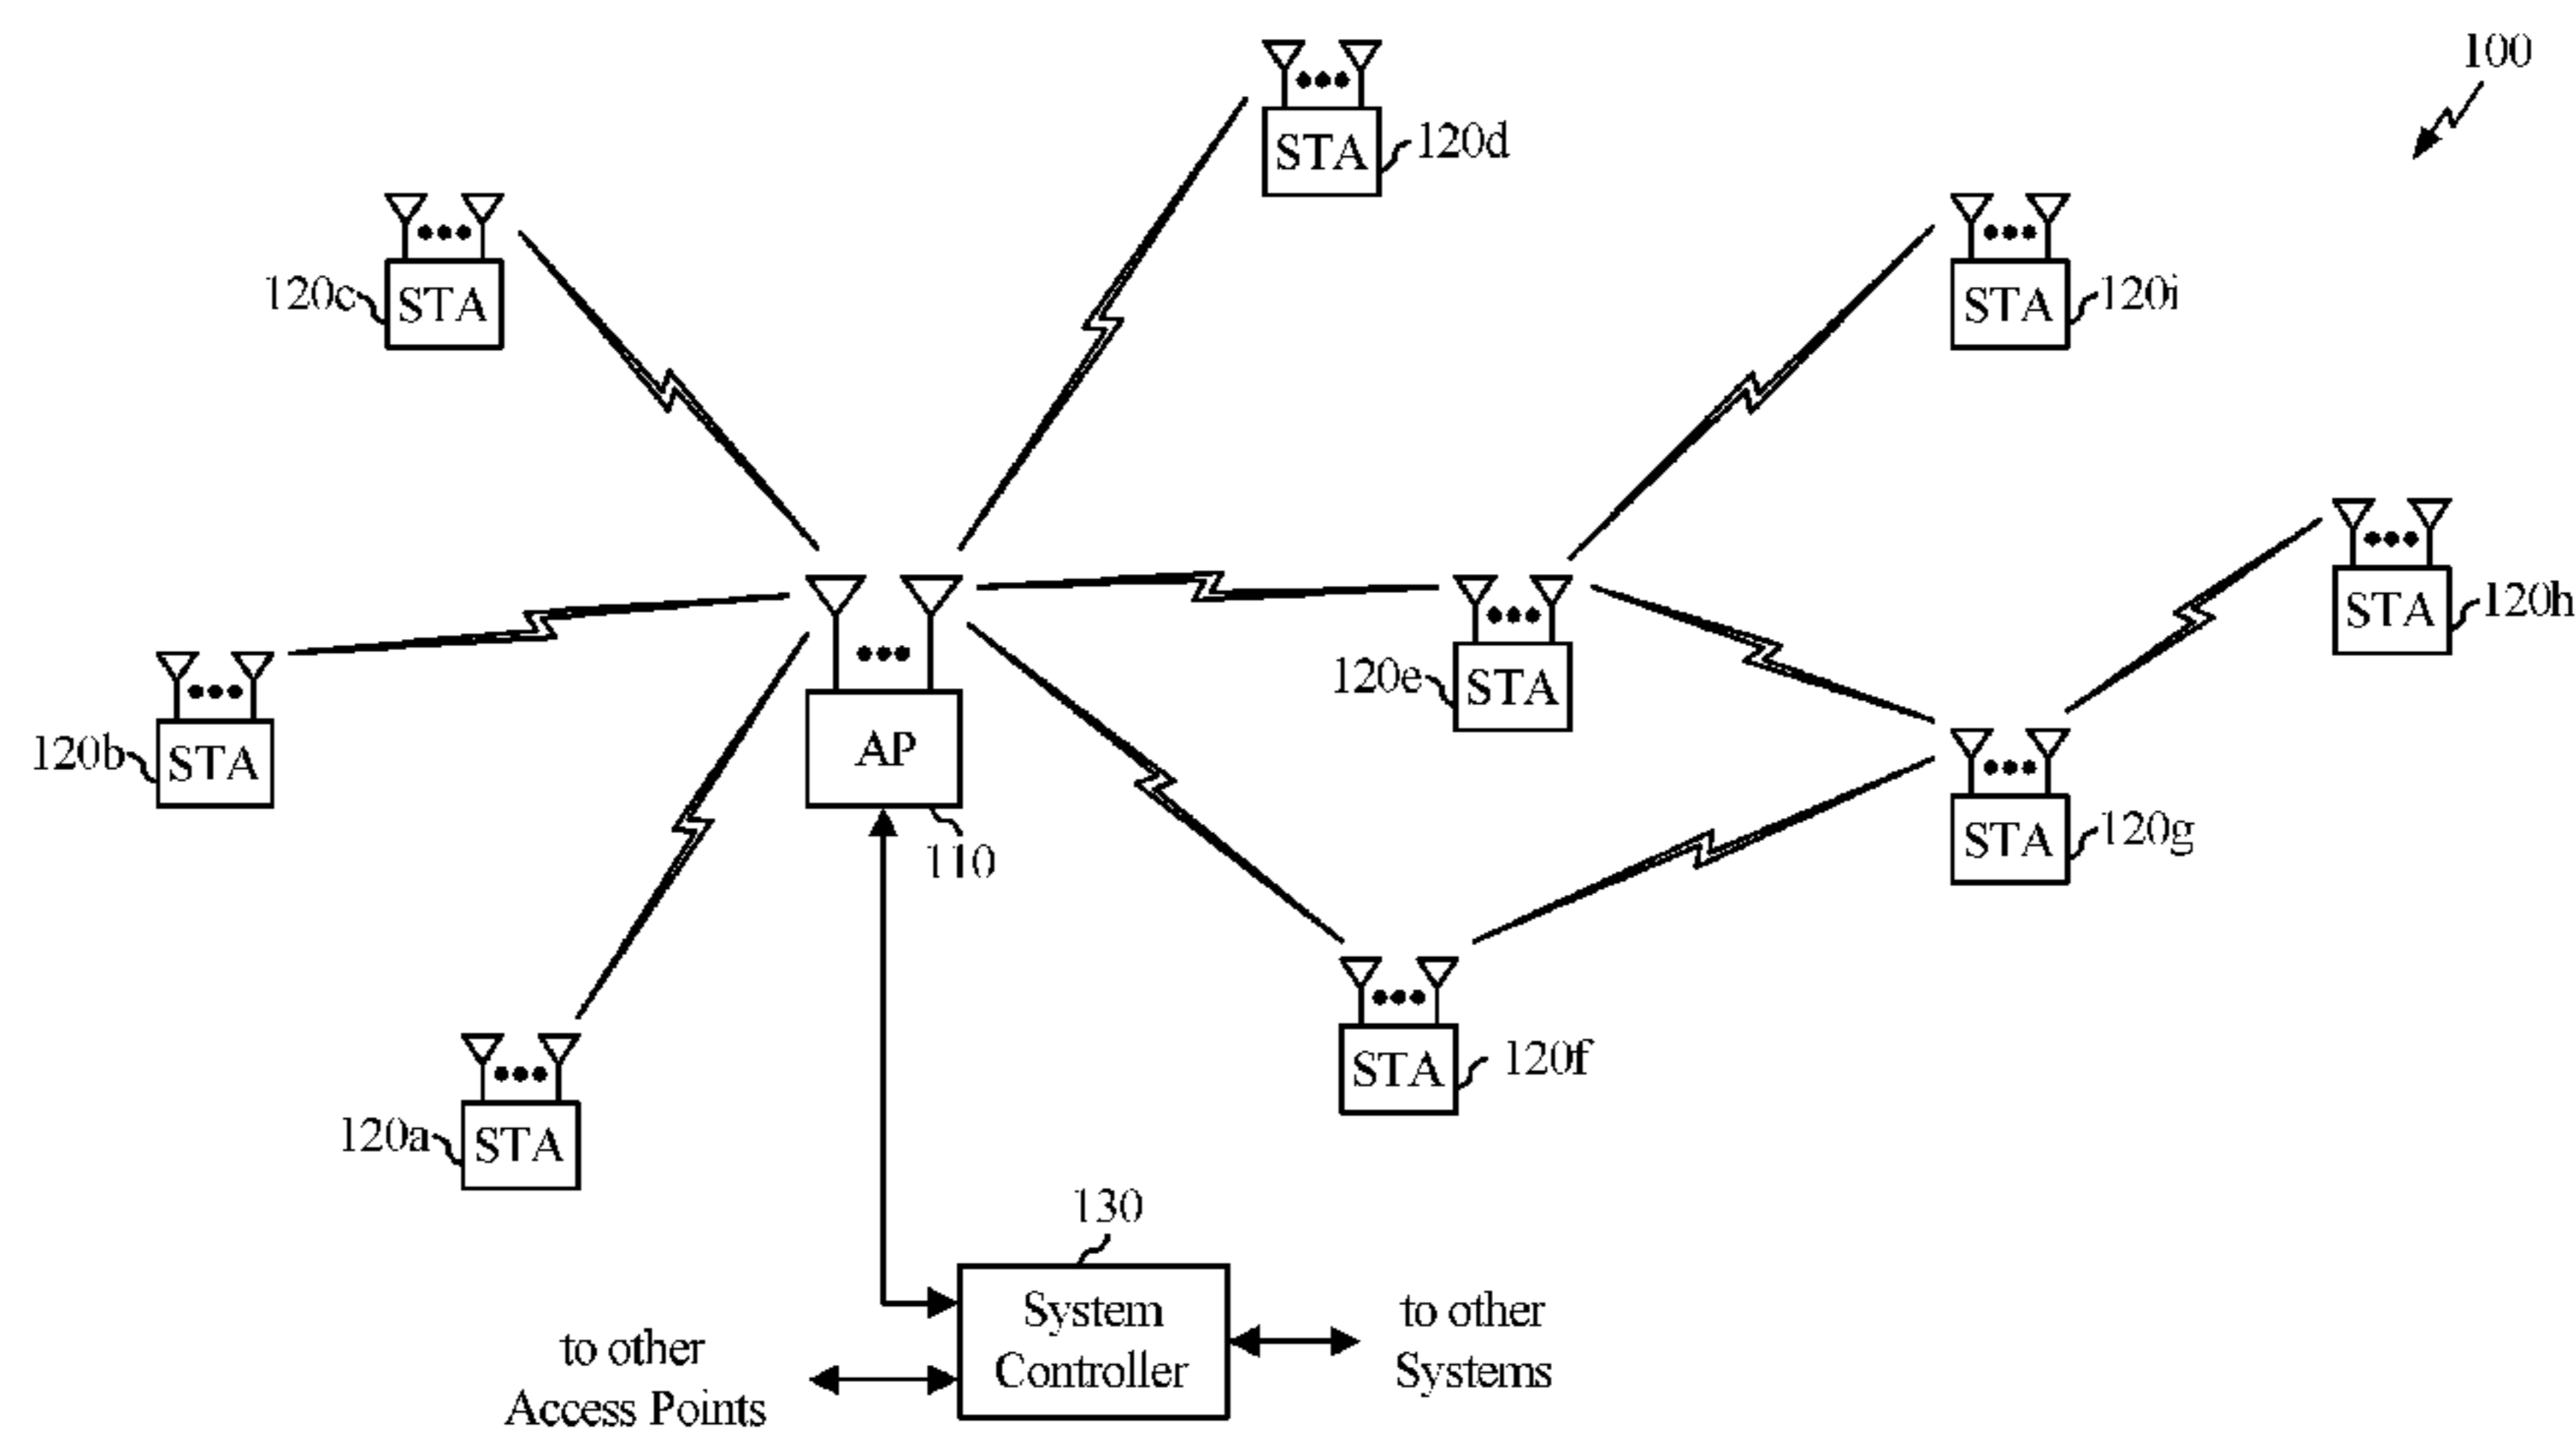 100
STA
120d
120c
STA
STA
120i
STA
120h
120e
STA
120b
STA
AP
110
STA
120g
STA
120f
120a
STA
130
System
Controller
to other
Systems
to other
Access Points